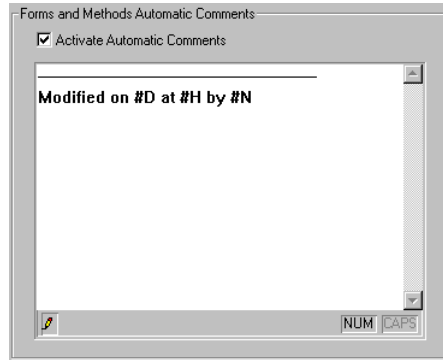 Forms and Methods Automatic Comments
Activate Automatic Comments
Modified on #D at #H by #N
NUM CAPS